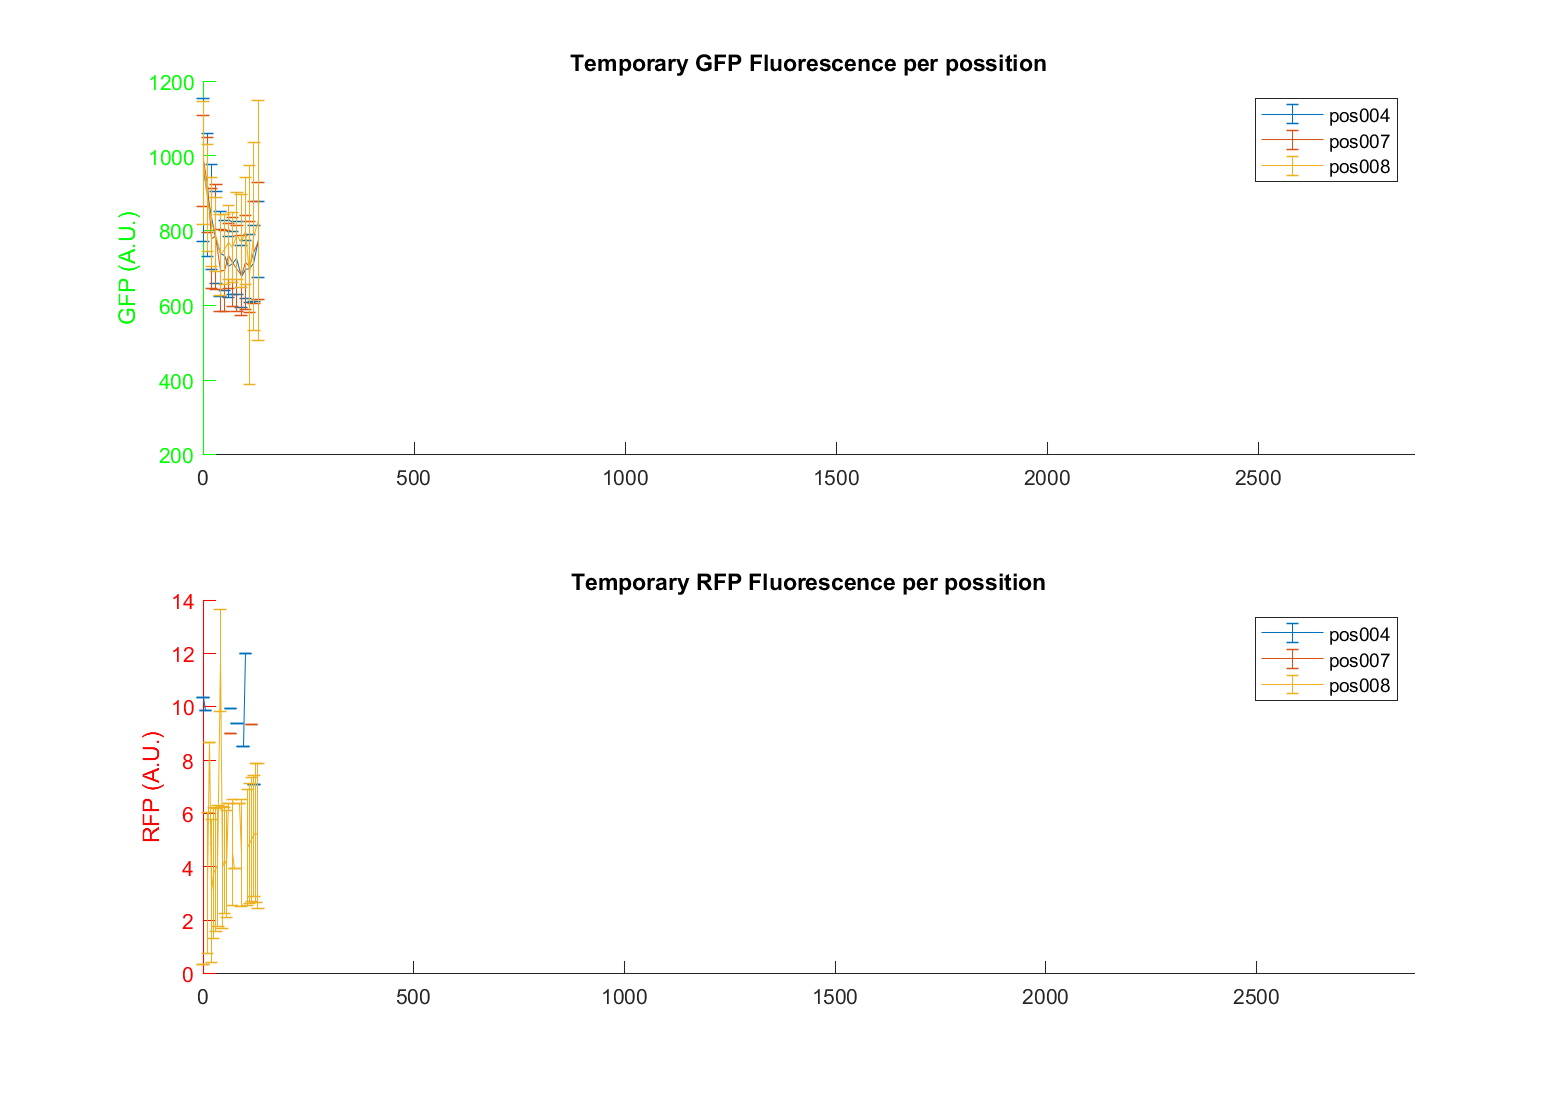 Temporary GFP Fluorescence per possition
1200
1000
800
600
400
200
GFP (A.U.)
0 500 1000 1500 2000 2500
pos004
pos007
pos008
Temporary RFP Fluorescence per possition
14
12
10
8
6
4
2
0
RFP (A.U.)
0 500 1000 1500 2000 2500
pos004
pos007
pos008